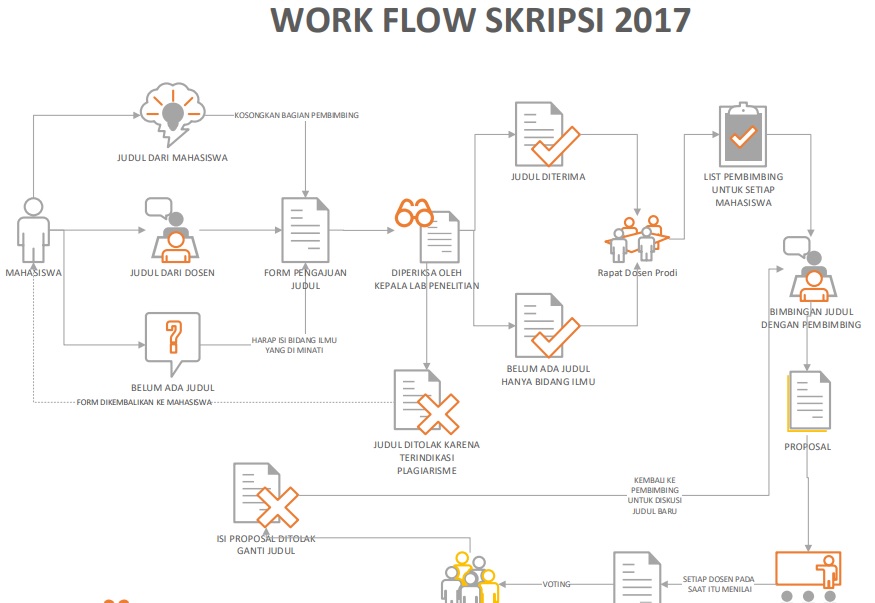 WORK FLOW SKRIPSI 2017
KOSONGKAN BAGIAN PEMBIMBING
JUDUL DARI MAHASISWA
JUDUL DITERIMA
LIST PEMBIMBING
UNTUK SETIAP
MAHASISWA
MAHASISWA
JUDUL DARI DOSEN
FORM PENGAJUAN
JUDUL
DIPERIKSA OLEH
KEPALA LAB PENELITIAN
Rapat Dosen Prodi
BIMBINGAN JUDUL
DENGAN PEMBIMBING
HARAP ISI BIDANG ILMU
YANG DI MINATI
BELUM ADA JUDUL
BELUM ADA JUDUL
HANYA BIDANG ILMU
FORM DIKEMBALIKAN KE MAHASISWA
JUDUL DITOLAK KARENA
TERINDIKASI
PLAGIARISME
PROPOSAL
KEMBALI KE
PEMBIMBING
UNTUK DISKUSI
JUDUL BARU
ISI PROPOSAL DITOLAK
GANTI JUDUL
VOTING
SETIAP DOSEN PADA
SAAT ITU MENILAI